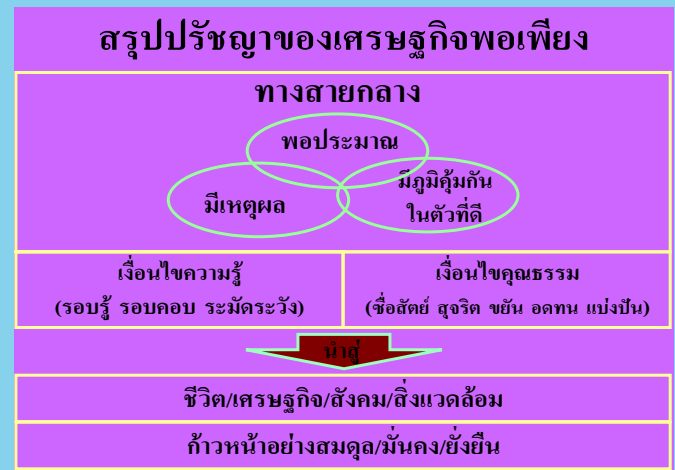 สรุปปรัชญาของเศรษฐกิจพอเพียง
ทางสายกลาง
พอประมาณ
มีเหตุผล
มีภูมิคุ้มกัน
ในตัวที่ดี
เงื่อนไขความรู้
(รอบรู้ รอบคอบ ระมัดระวัง)
เงื่อนไขคุณธรรม
(ซื่อสัตย์ สุจริต ขยัน อดทน แบ่งปัน)
นำสู่
ชีวิต/เศรษฐกิจ/สังคม/สิ่งแวดล้อม
ก้าวหน้าอย่างสมดุล/มั่นคง/ยั่งยืน